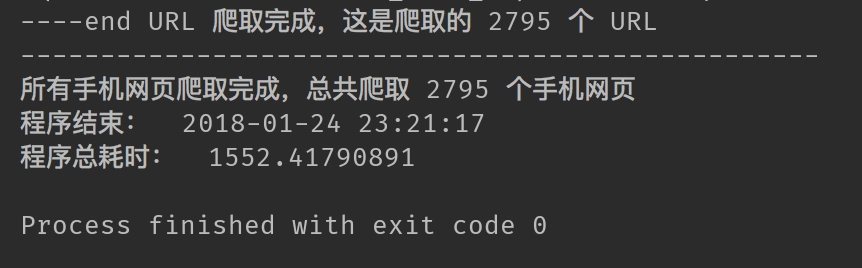 ----end URL 爬取完成，这是爬取的 2795 个 URL
--------------------------------------------------
所有手机网页爬取完成，总共爬取 2795 个手机网页
程序结束： 2018-01-24 23:21:17
程序总耗时： 1552.41790891
Process finished with exit code 0